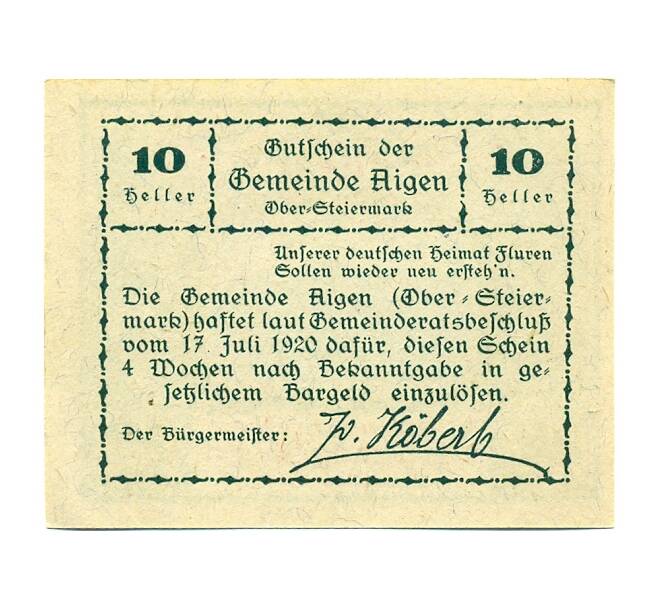 10
Heller
Gutschein der
Gemeinde Aigen
Ober-Steiermark
10
Heller
Unserer deutschen Heimat Fluren
Sollen wieder neu ersteh'n.
Die Gemeinde Aigen (Ober-Steier-
mark) haftet laut Gemeinderatsbeschluß
vom 17. Juli 1920 dafür, diesen Schein
4 Wochen nach Bekanntgabe in ge-
setzlichem Bargeld einzulösen.
Der Bürgermeister: